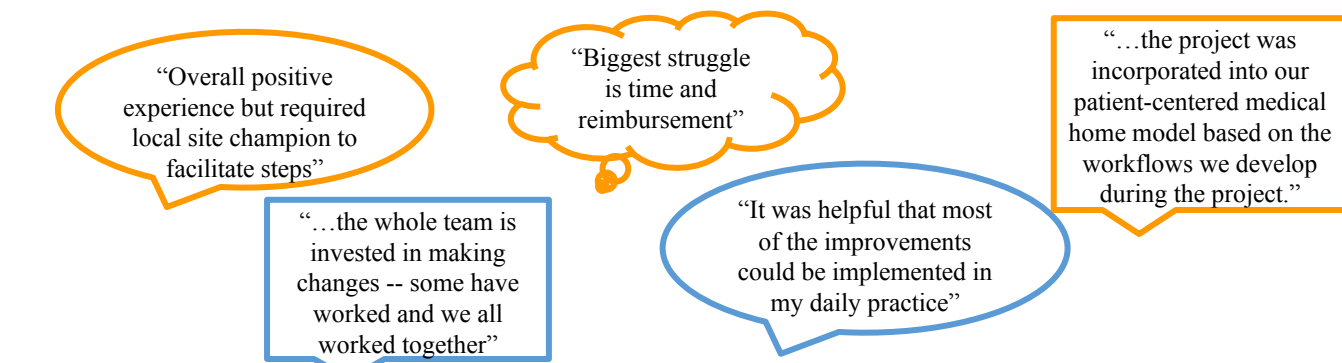 “Overall positive
experience but required
local site champion to
facilitate steps”
“Biggest struggle
is time and
reimbursement”
“…the project was
incorporated into our
patient-centered medical
home model based on the
workflows we develop
during the project.”
“…the whole team is
invested in making
changes -- some have
worked and we all
worked together”
“It was helpful that most
of the improvements
could be implemented in
my daily practice”